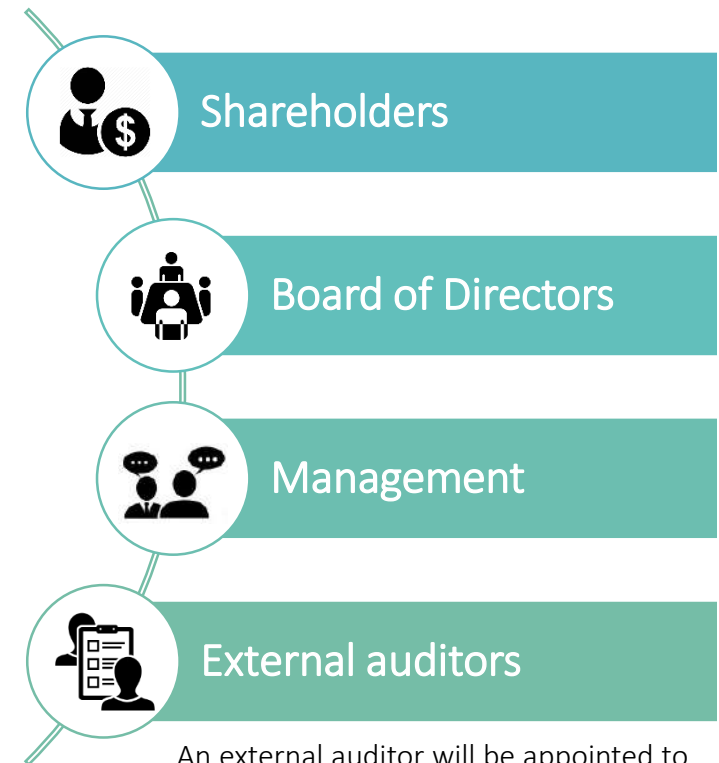 $
Shareholders
Board of Directors
Management
External auditors
An external auditor will be appointed to